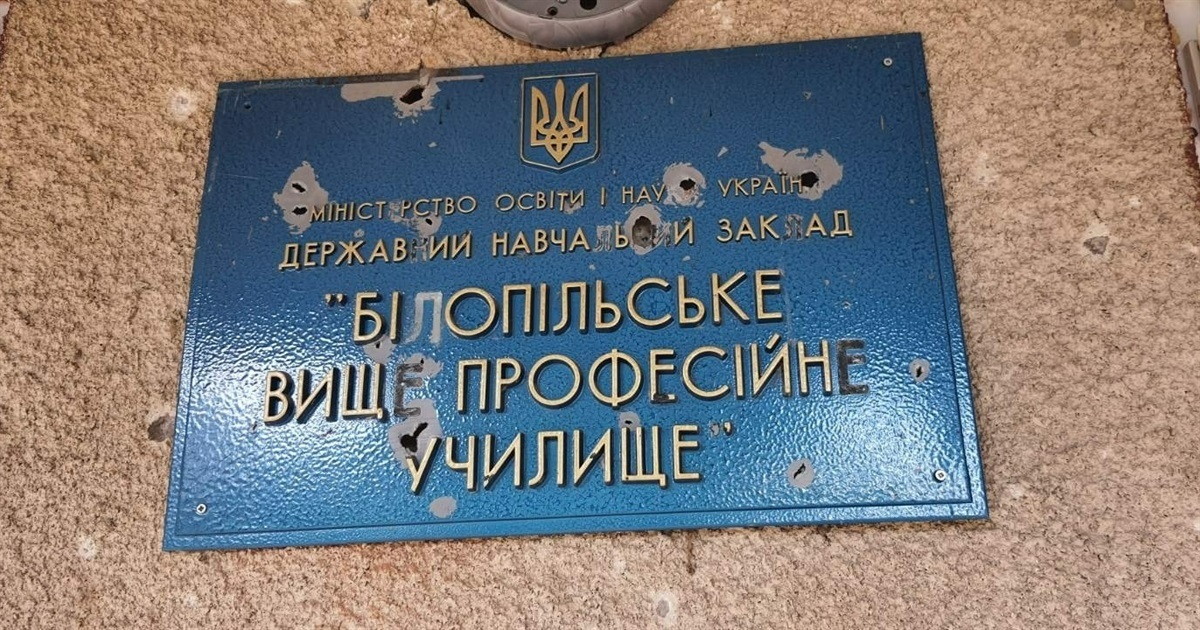 МІНІСТЕРСТВО ОСВІТИ І НАУКИ УКРАЇНИ
ДЕРЖАВНИЙ НАВЧАЛЬНИЙ ЗАКЛАД
"БІЛОПІЛЬСЬКЕ
ВИЩЕ ПРОФЕСІЙНЕ
УЧИЛИЩЕ"